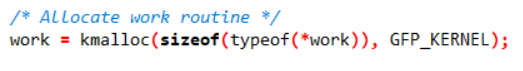 /* Allocate work routine */
work = kmalloc(sizeof(typeof(*work)), GFP_KERNEL);